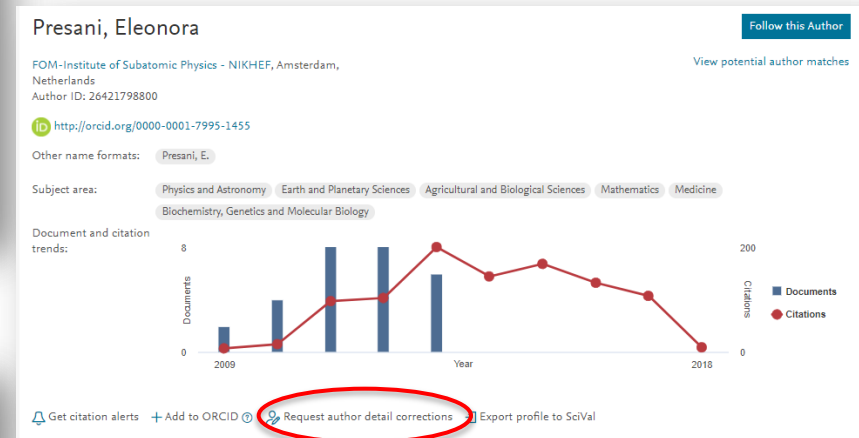 Presani, Eleonora
Follow this Author
FOM-Institute of Subatomic Physics - NIKHEF, Amsterdam,
Netherlands
Author ID: 26421798800
View potential author matches
iD http://orcid.org/0000-0001-7995-1455
Other name formats: Presani, E.
Subject area: Physics and Astronomy Earth and Planetary Sciences Agricultural and Biological Sciences Mathematics Medicine
Biochemistry, Genetics and Molecular Biology
Document and citation
trends:
8
Documents
0
2009
Year
2018
200
Citations
0
Documents
Citations
Get citation alerts + Add to ORCID ? Request author detail corrections Export profile to SciVal